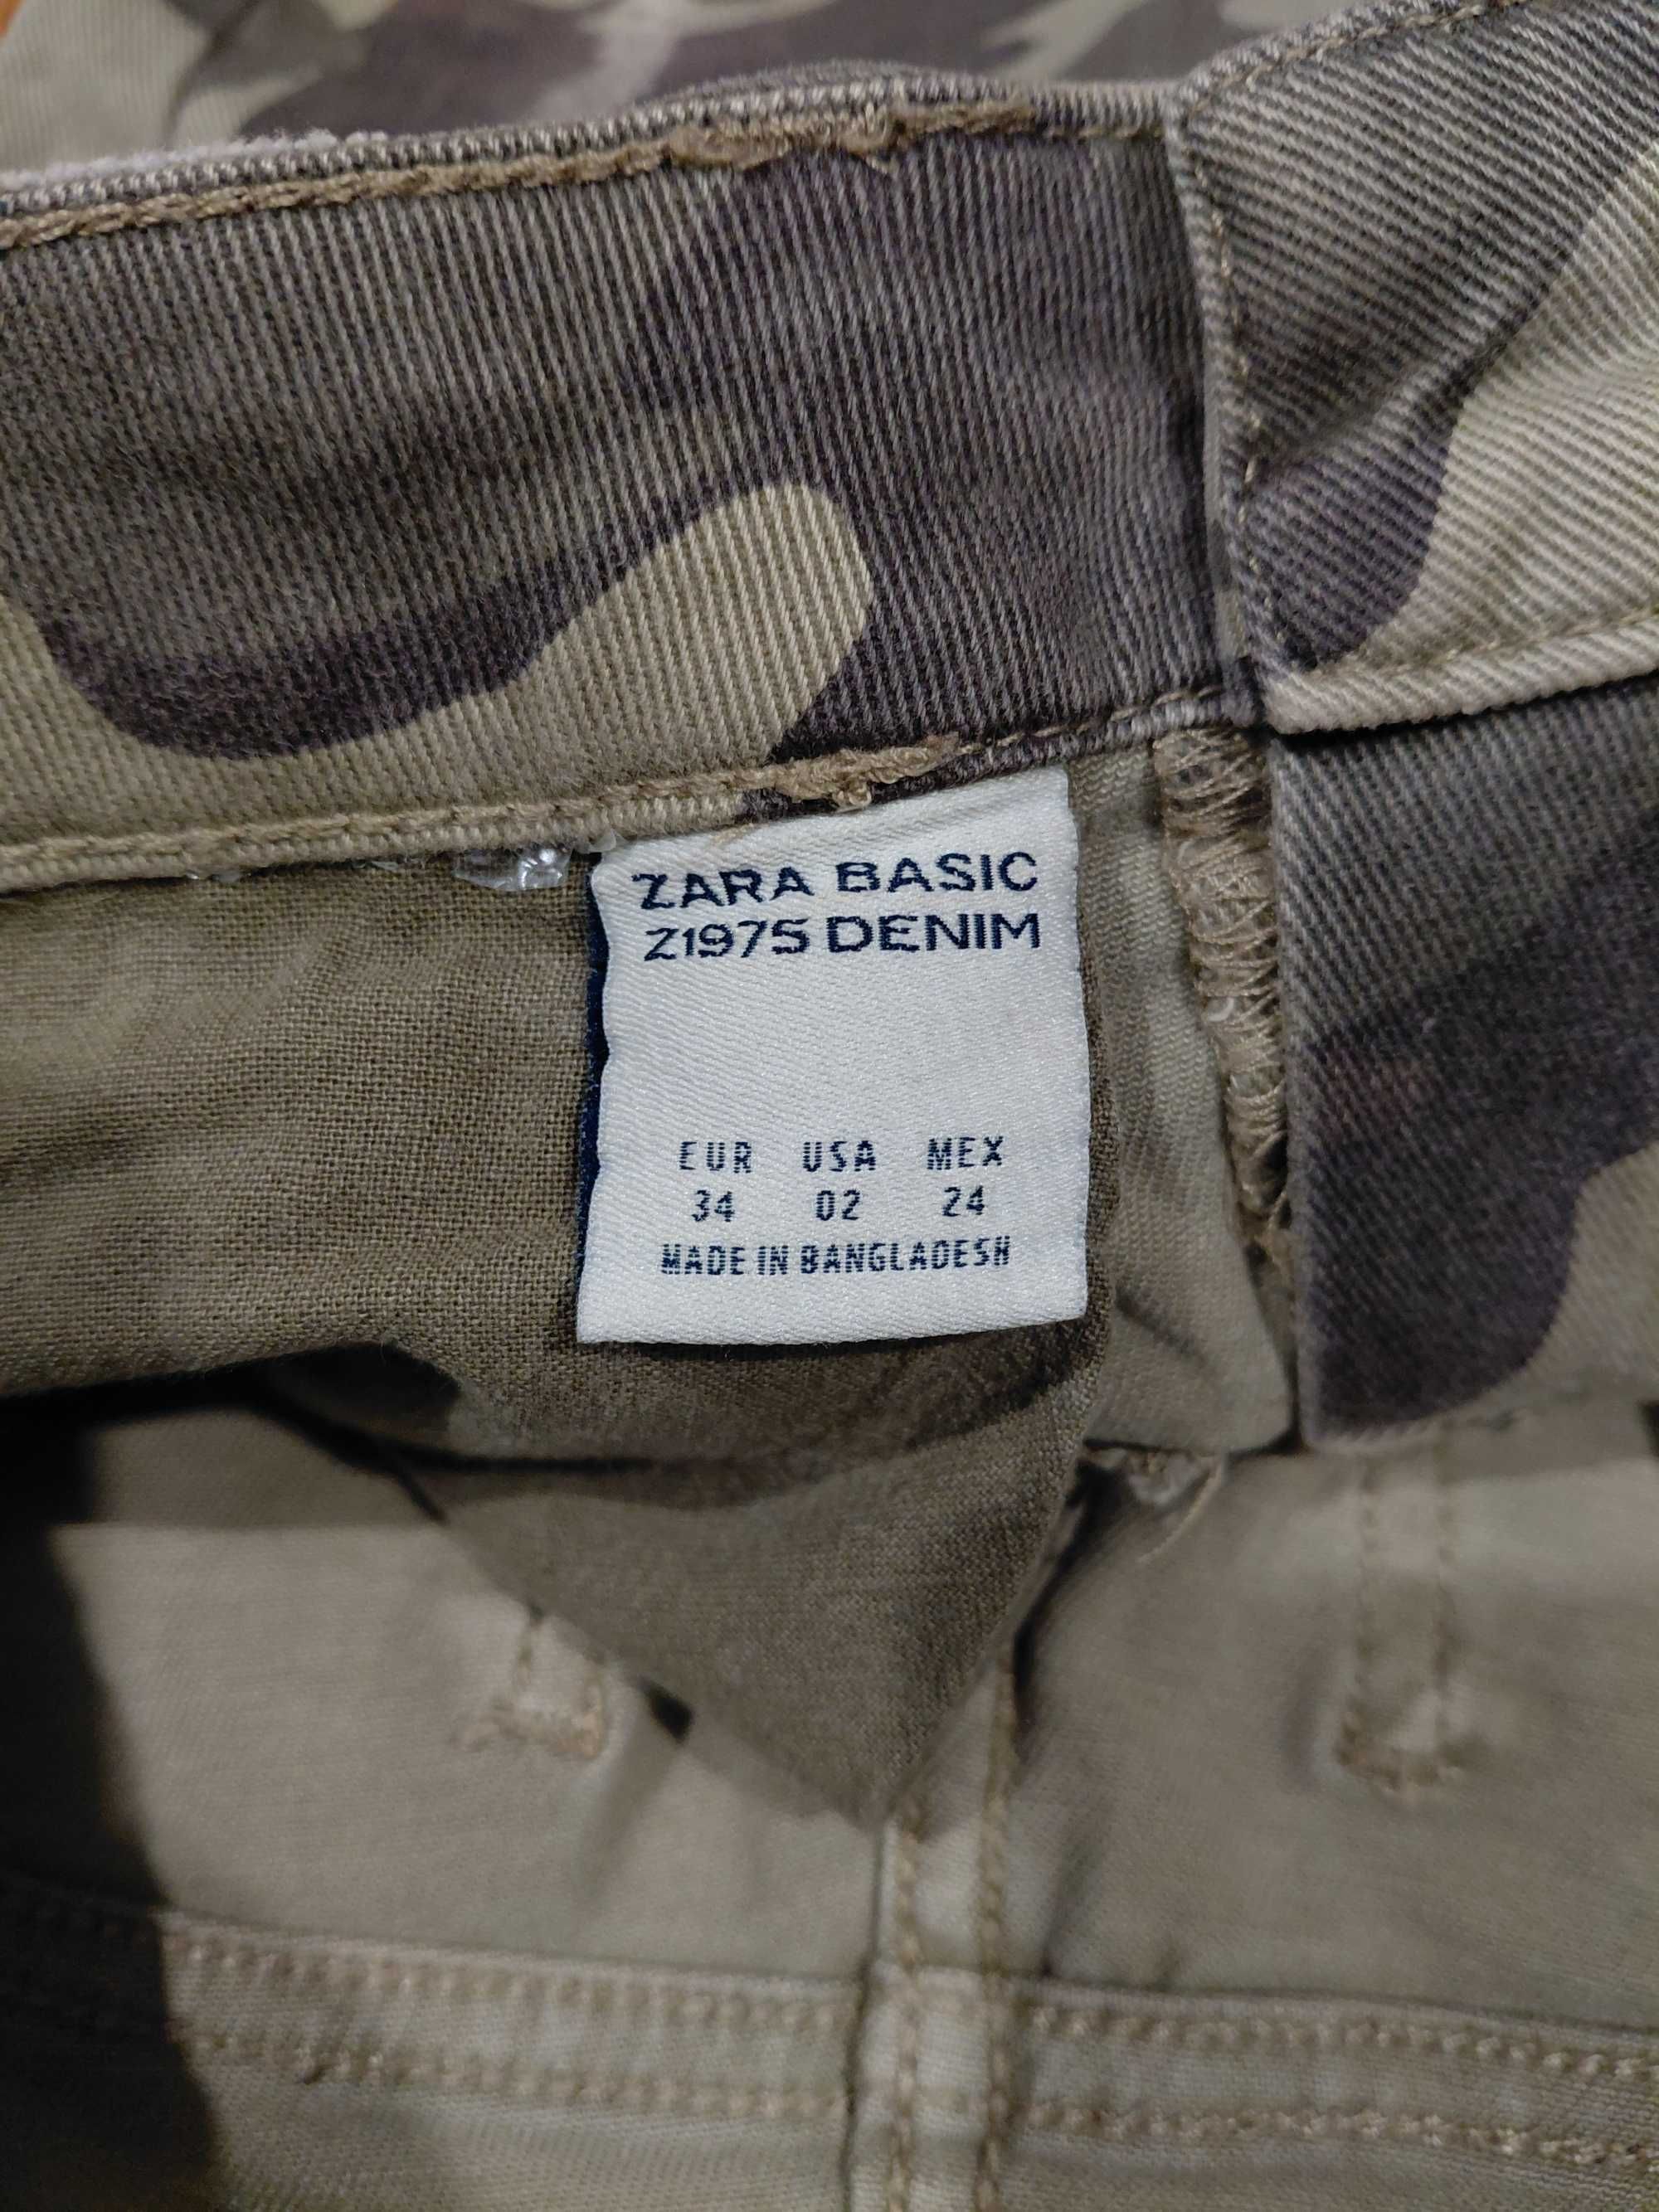 ZARA BASIC
Z1975 DENIM
EUR USA MEX
34 02 24
MADE IN BANGLADESH